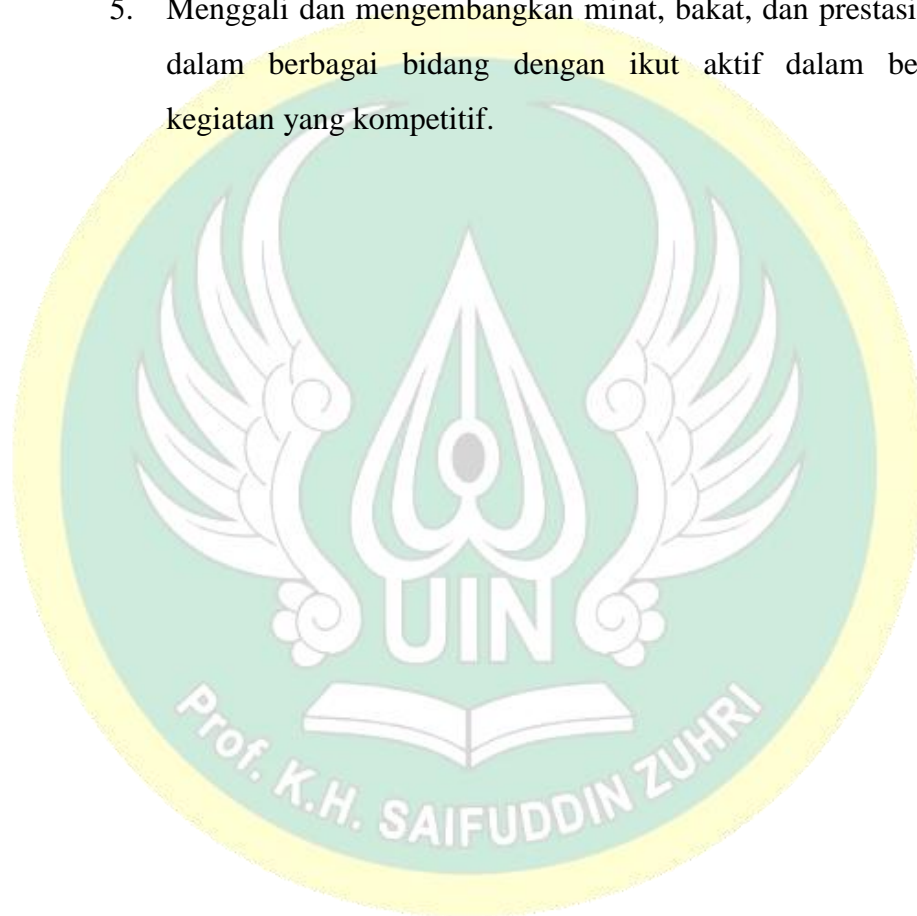 5. Menggali dan mengembangkan minat, bakat, dan prestasi
dalam berbagai bidang dengan ikut aktif dalam be
kegiatan yang kompetitif.
UIN
Prof. K.H. SAIFUDDIN ZUHRI